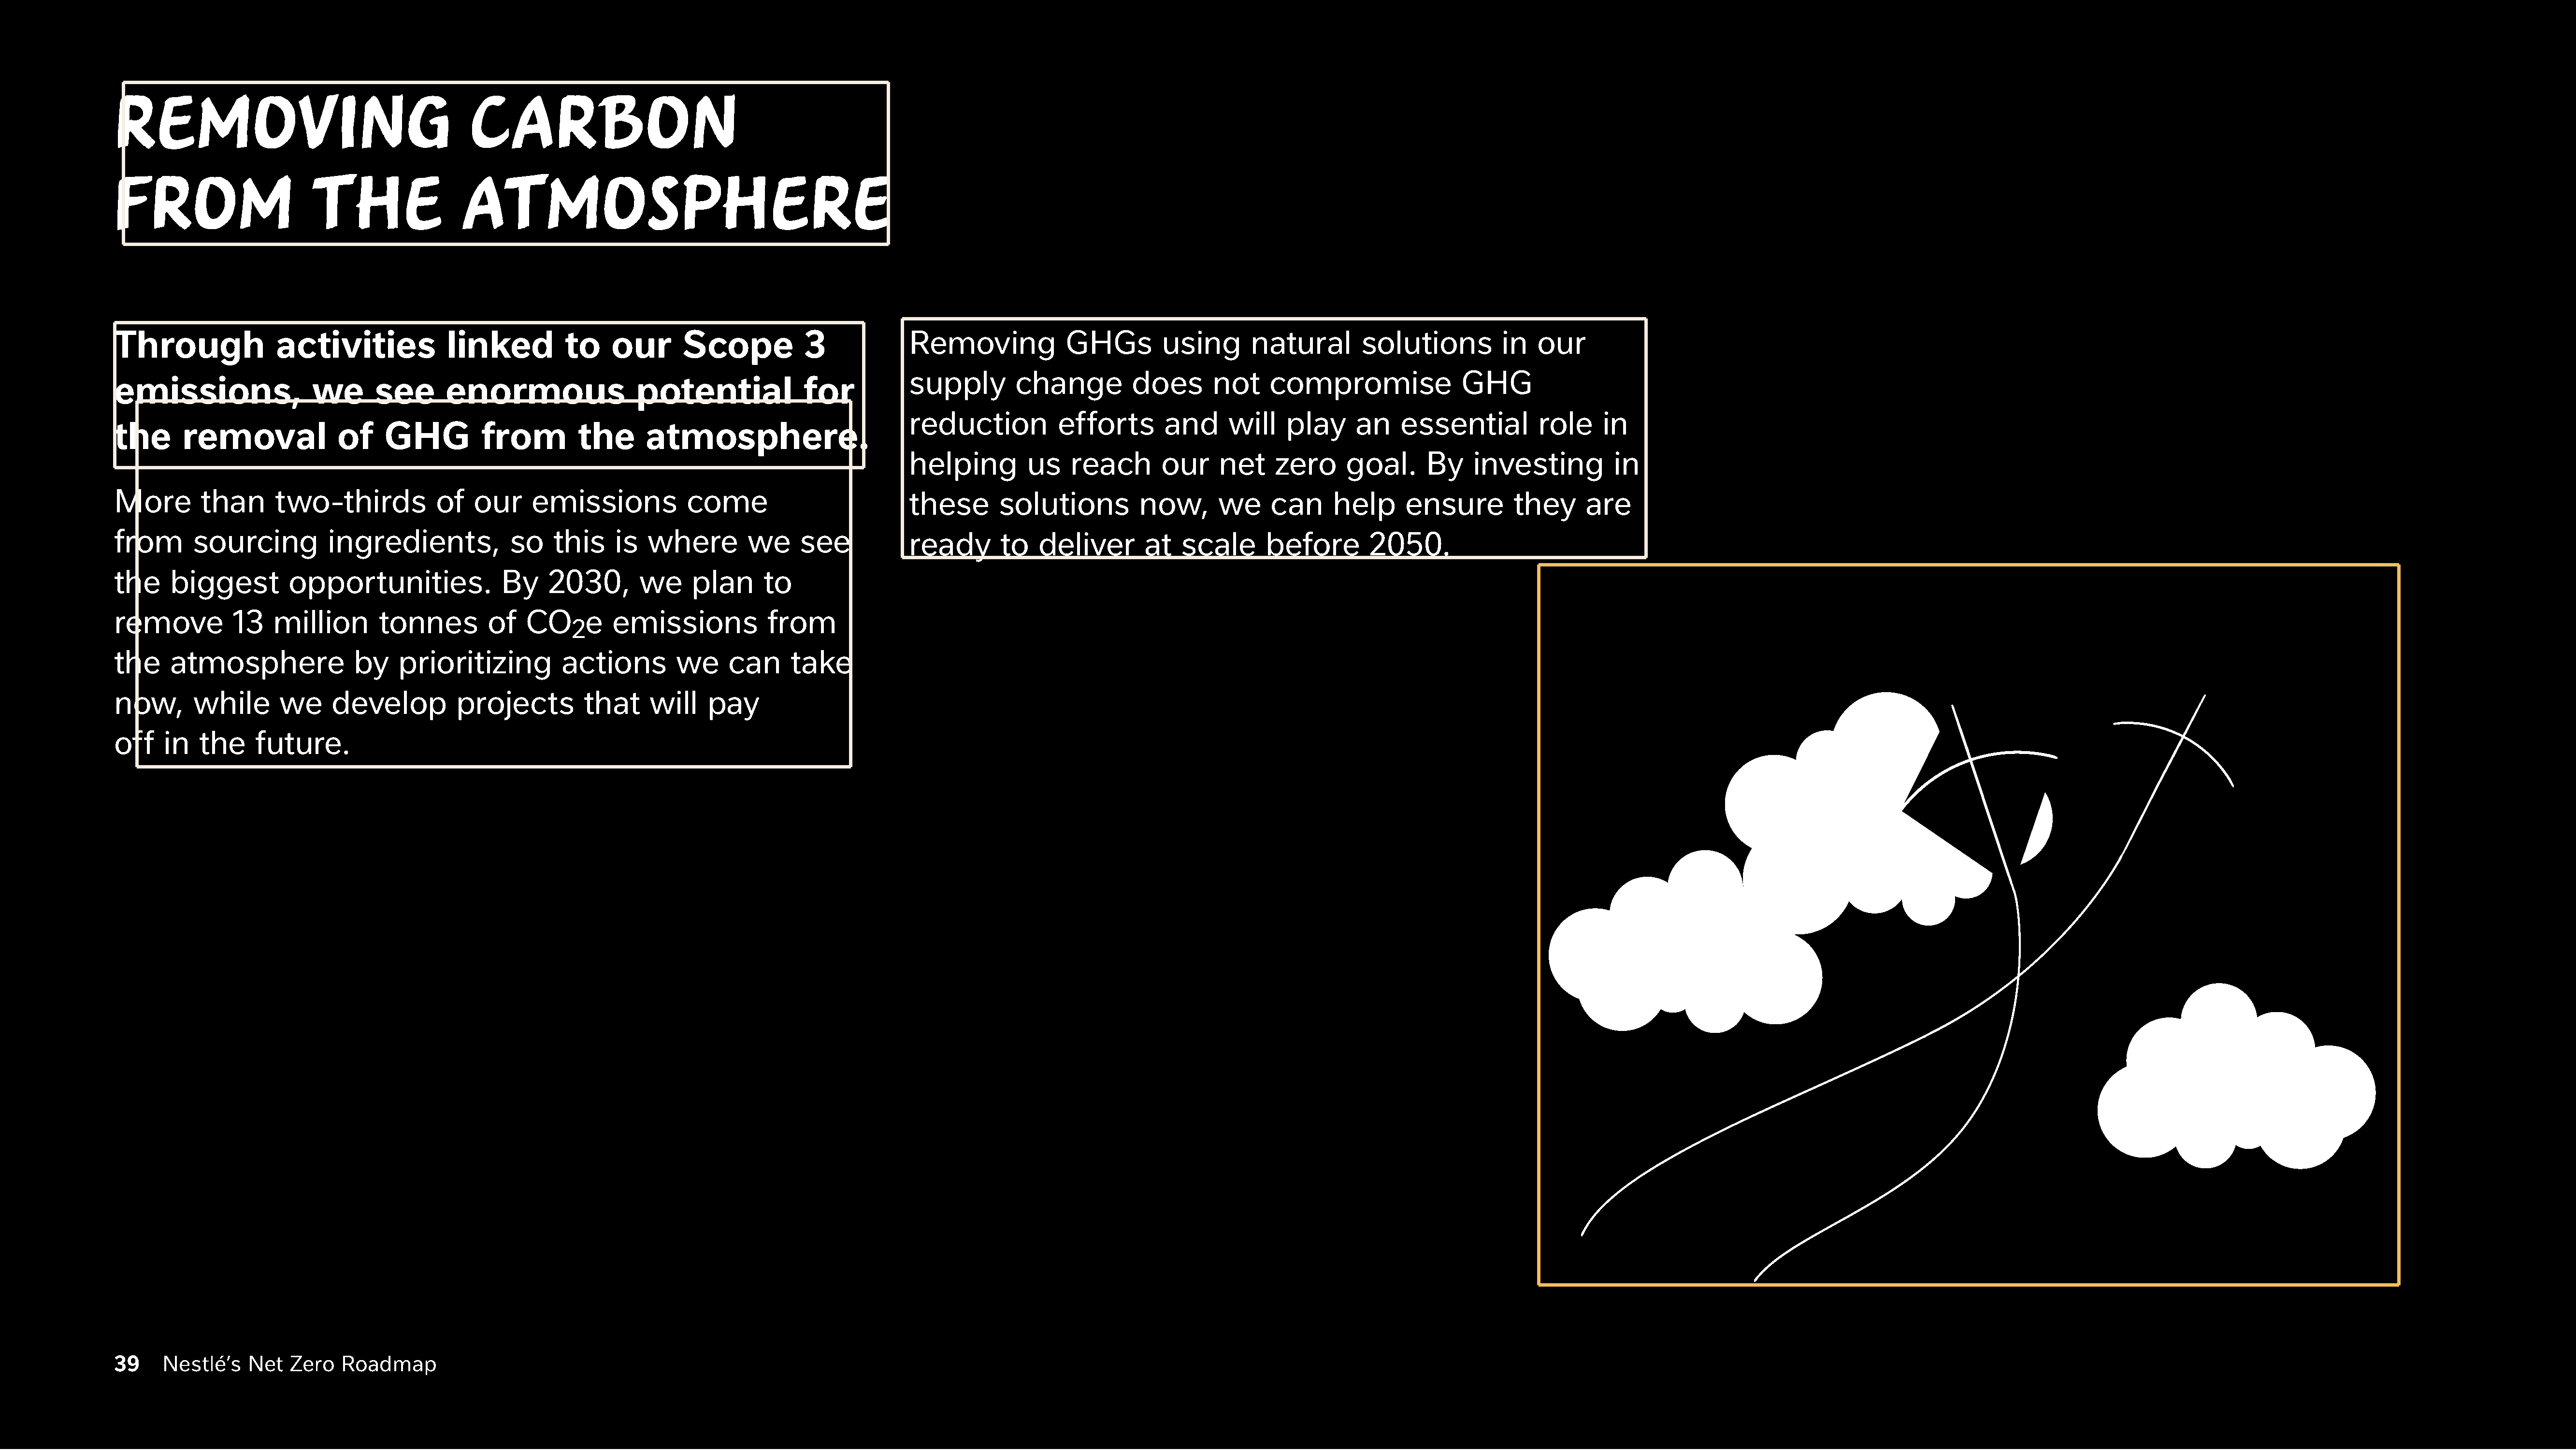 REMOVING CARBON
FROM THE ATMOSPHERE
Through activities linked to our Scope 3
emissions, we see enormous potential for
the removal of GHG from the atmosphere.
More than two-thirds of our emissions come
from sourcing ingredients, so this is where we see
the biggest opportunities. By 2030, we plan to
remove 13 million tonnes of CO₂e emissions from
the atmosphere by prioritizing actions we can take
now, while we develop projects that will pay
off in the future.
Removing GHGs using natural solutions in our
supply change does not compromise GHG
reduction efforts and will play an essential role in
helping us reach our net zero goal. By investing in
these solutions now, we can help ensure they are
ready to deliver at scale before 2050.
39 Nestlé’s Net Zero Roadmap